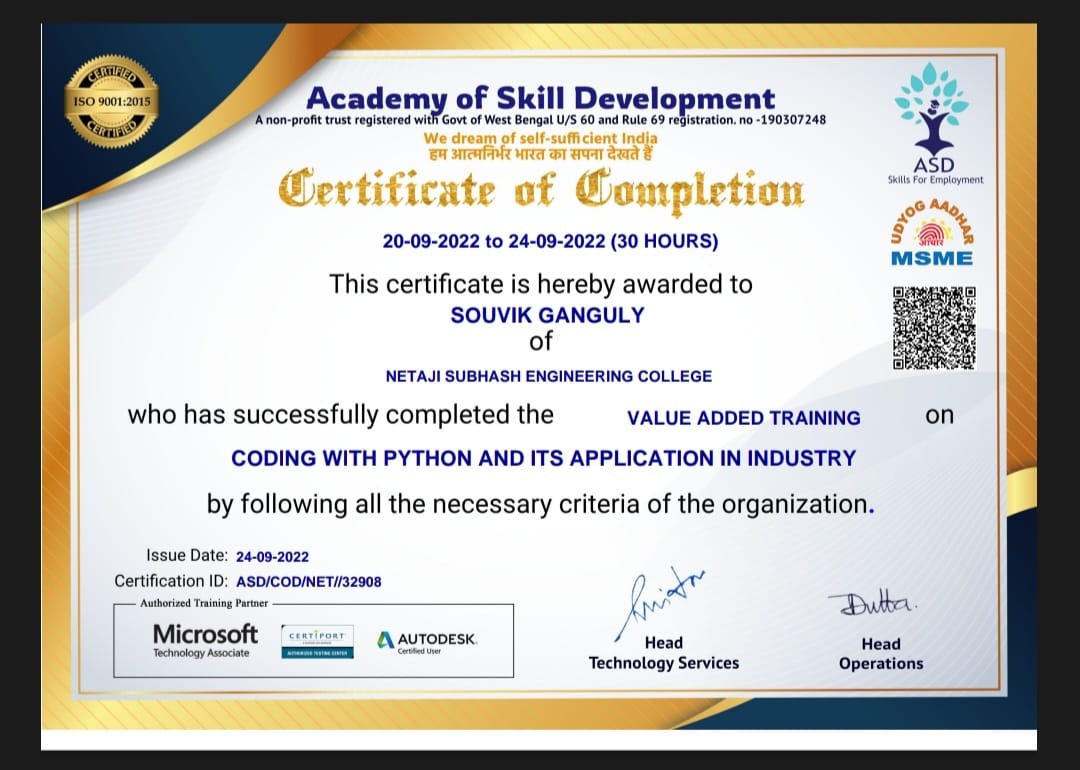 CERTIFIED
ISO 9001:2015
CERTIFIED
Academy of Skill Development
A non-profit trust registered with Govt of West Bengal U/S 60 and Rule 69 registration. no -190307248
We dream of self-sufficient India
हम आत्मनिर्भर भारत का सपना देखते हैं
ASD
Skills For Employment
Certificate of Completion
UDYOG AADHAR
आधार
MSME
20-09-2022 to 24-09-2022 (30 HOURS)
This certificate is hereby awarded to
SOUVIK GANGULY
of
NETAJI SUBHASH ENGINEERING COLLEGE
who has successfully completed the VALUE ADDED TRAINING on
CODING WITH PYTHON AND ITS APPLICATION IN INDUSTRY
by following all the necessary criteria of the organization.
Issue Date: 24-09-2022
Certification ID: ASD/COD/NET//32908
Authorized Training Partner
Microsoft
Technology Associate
CERTIPORT
AUTHORIZED TESTING CENTER
AUTODESK.
Certified User
Head
Technology Services
Dutta.
Head
Operations